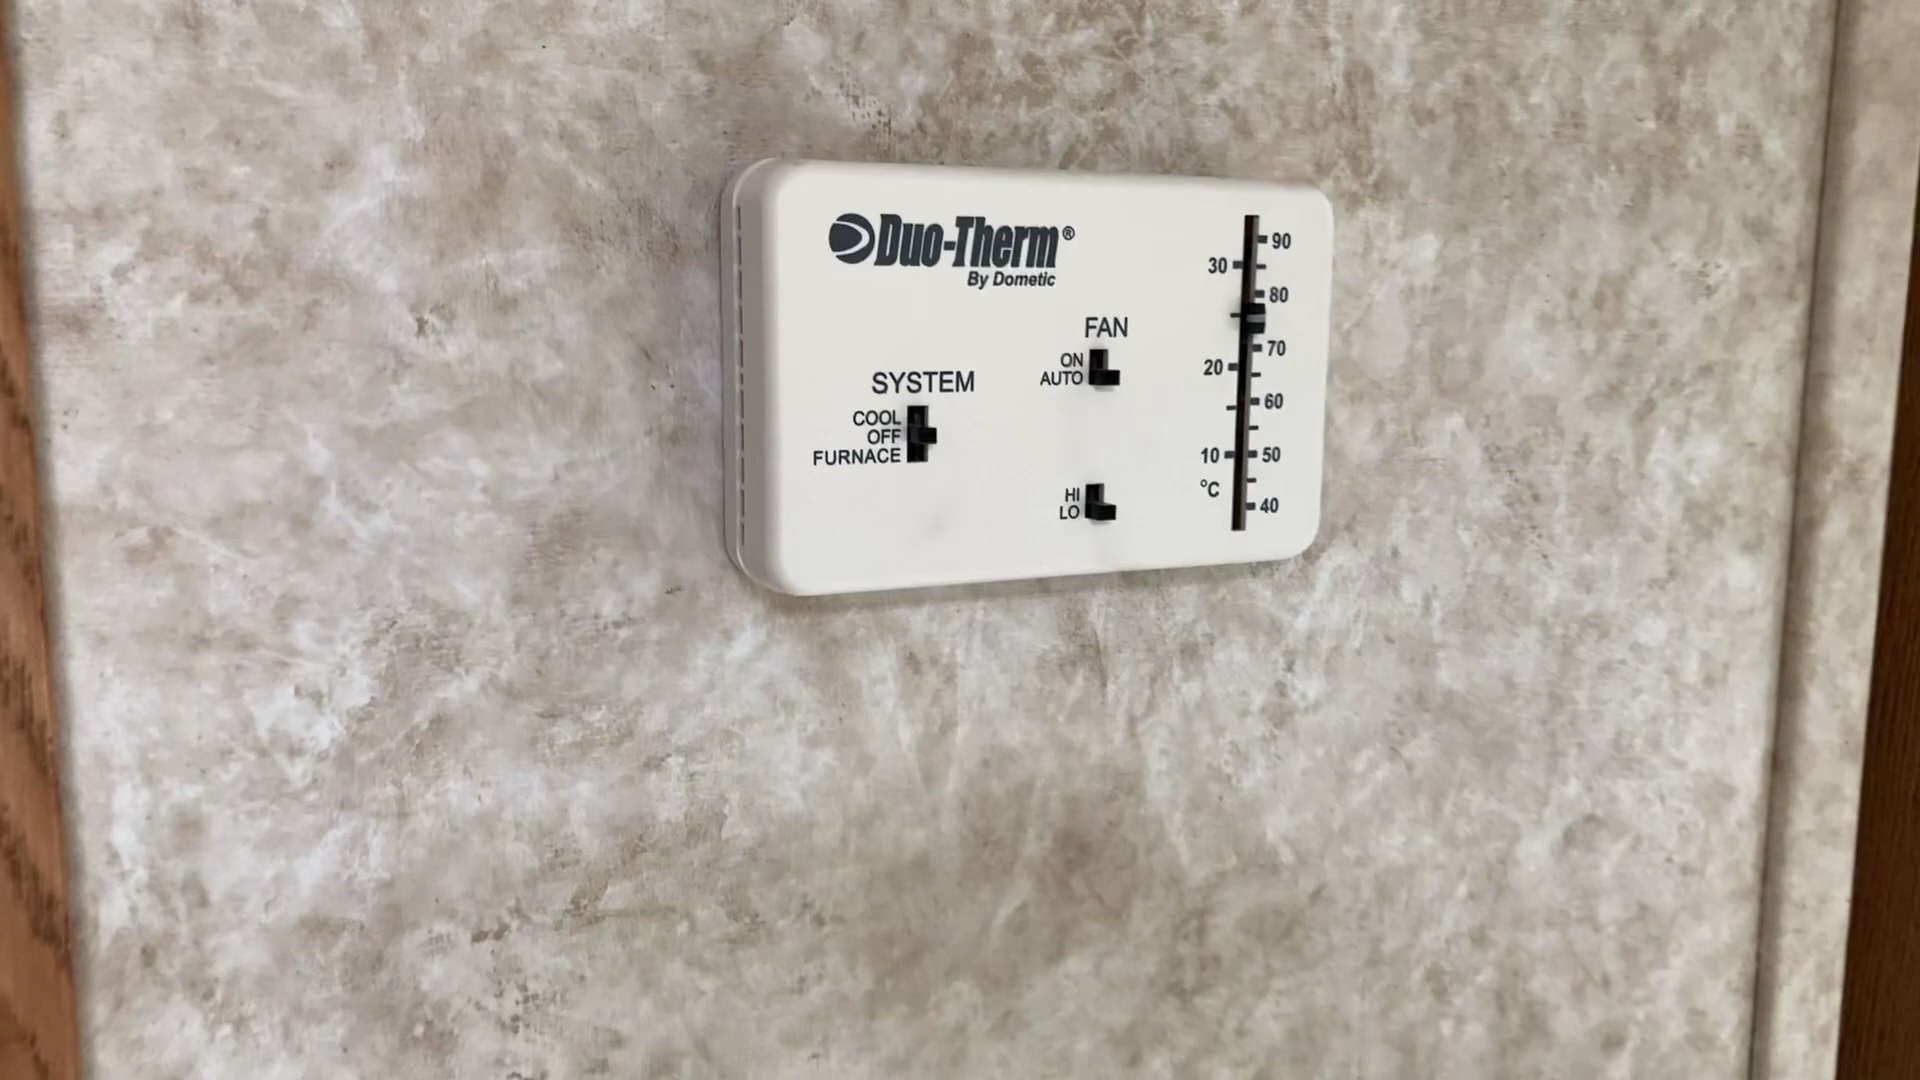 Duo-Therm®
By Dometic
FAN
ON
AUTO
SYSTEM
COOL
OFF
FURNACE
HI
LO
90
30
80
70
20
60
10
50
°C
40